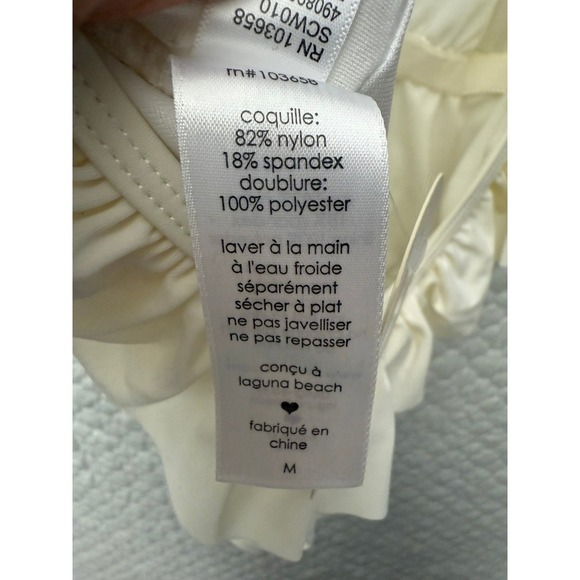 RN 103658
SCW010
rn#103658
coquille:
82% nylon
18% spandex
doublure:
100% polyester
laver à la main
à l'eau froide
séparément
sécher à plat
ne pas javelliser
ne pas repasser
conçu à
laguna beach
fabriqué en
chine
M